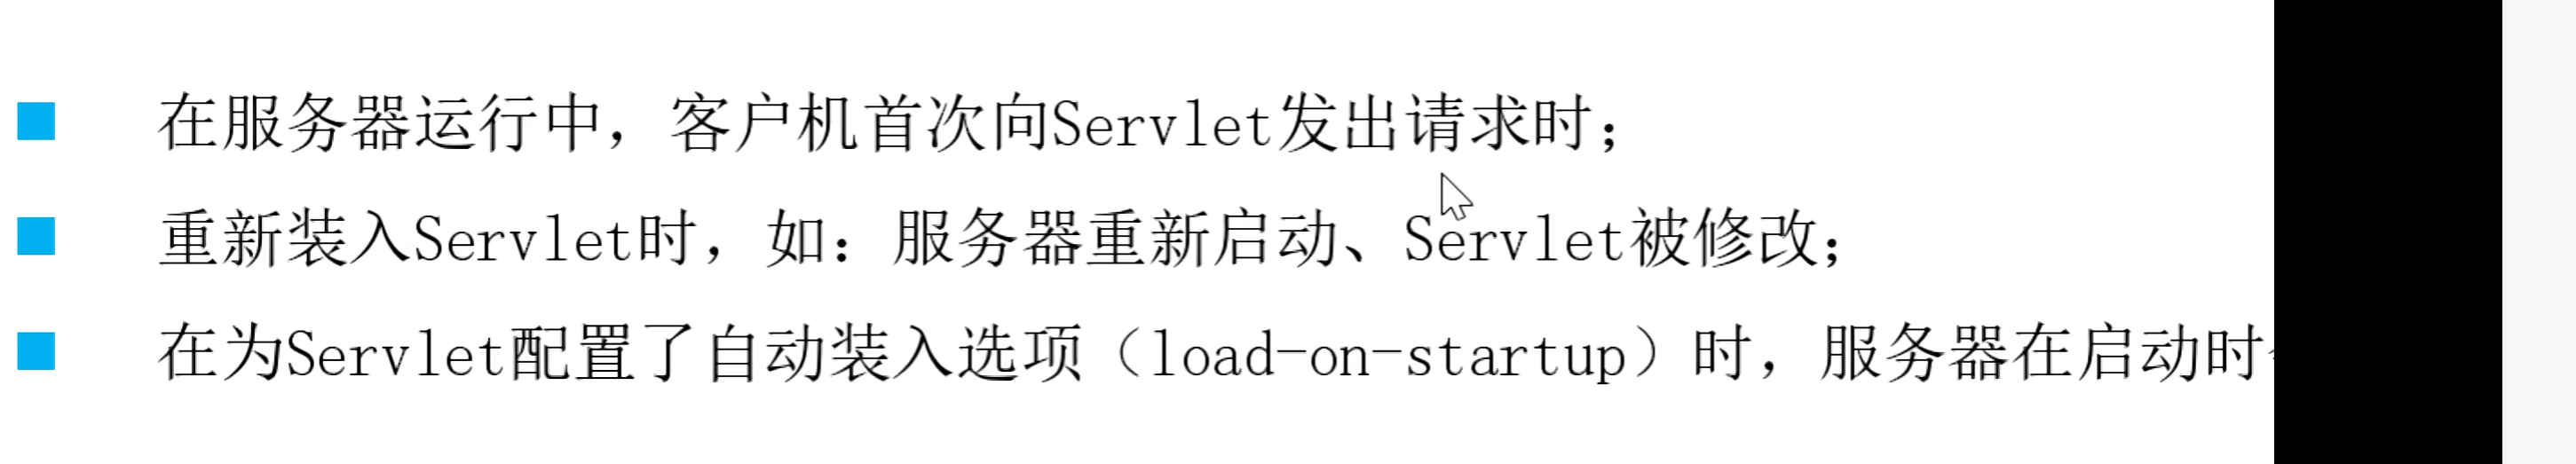 在服务器运行中，客户机首次向Servlet发出请求时；
重新装入Servlet时，如：服务器重新启动、Servlet被修改；
在为Servlet配置了自动装入选项（load-on-startup）时，服务器在启动时